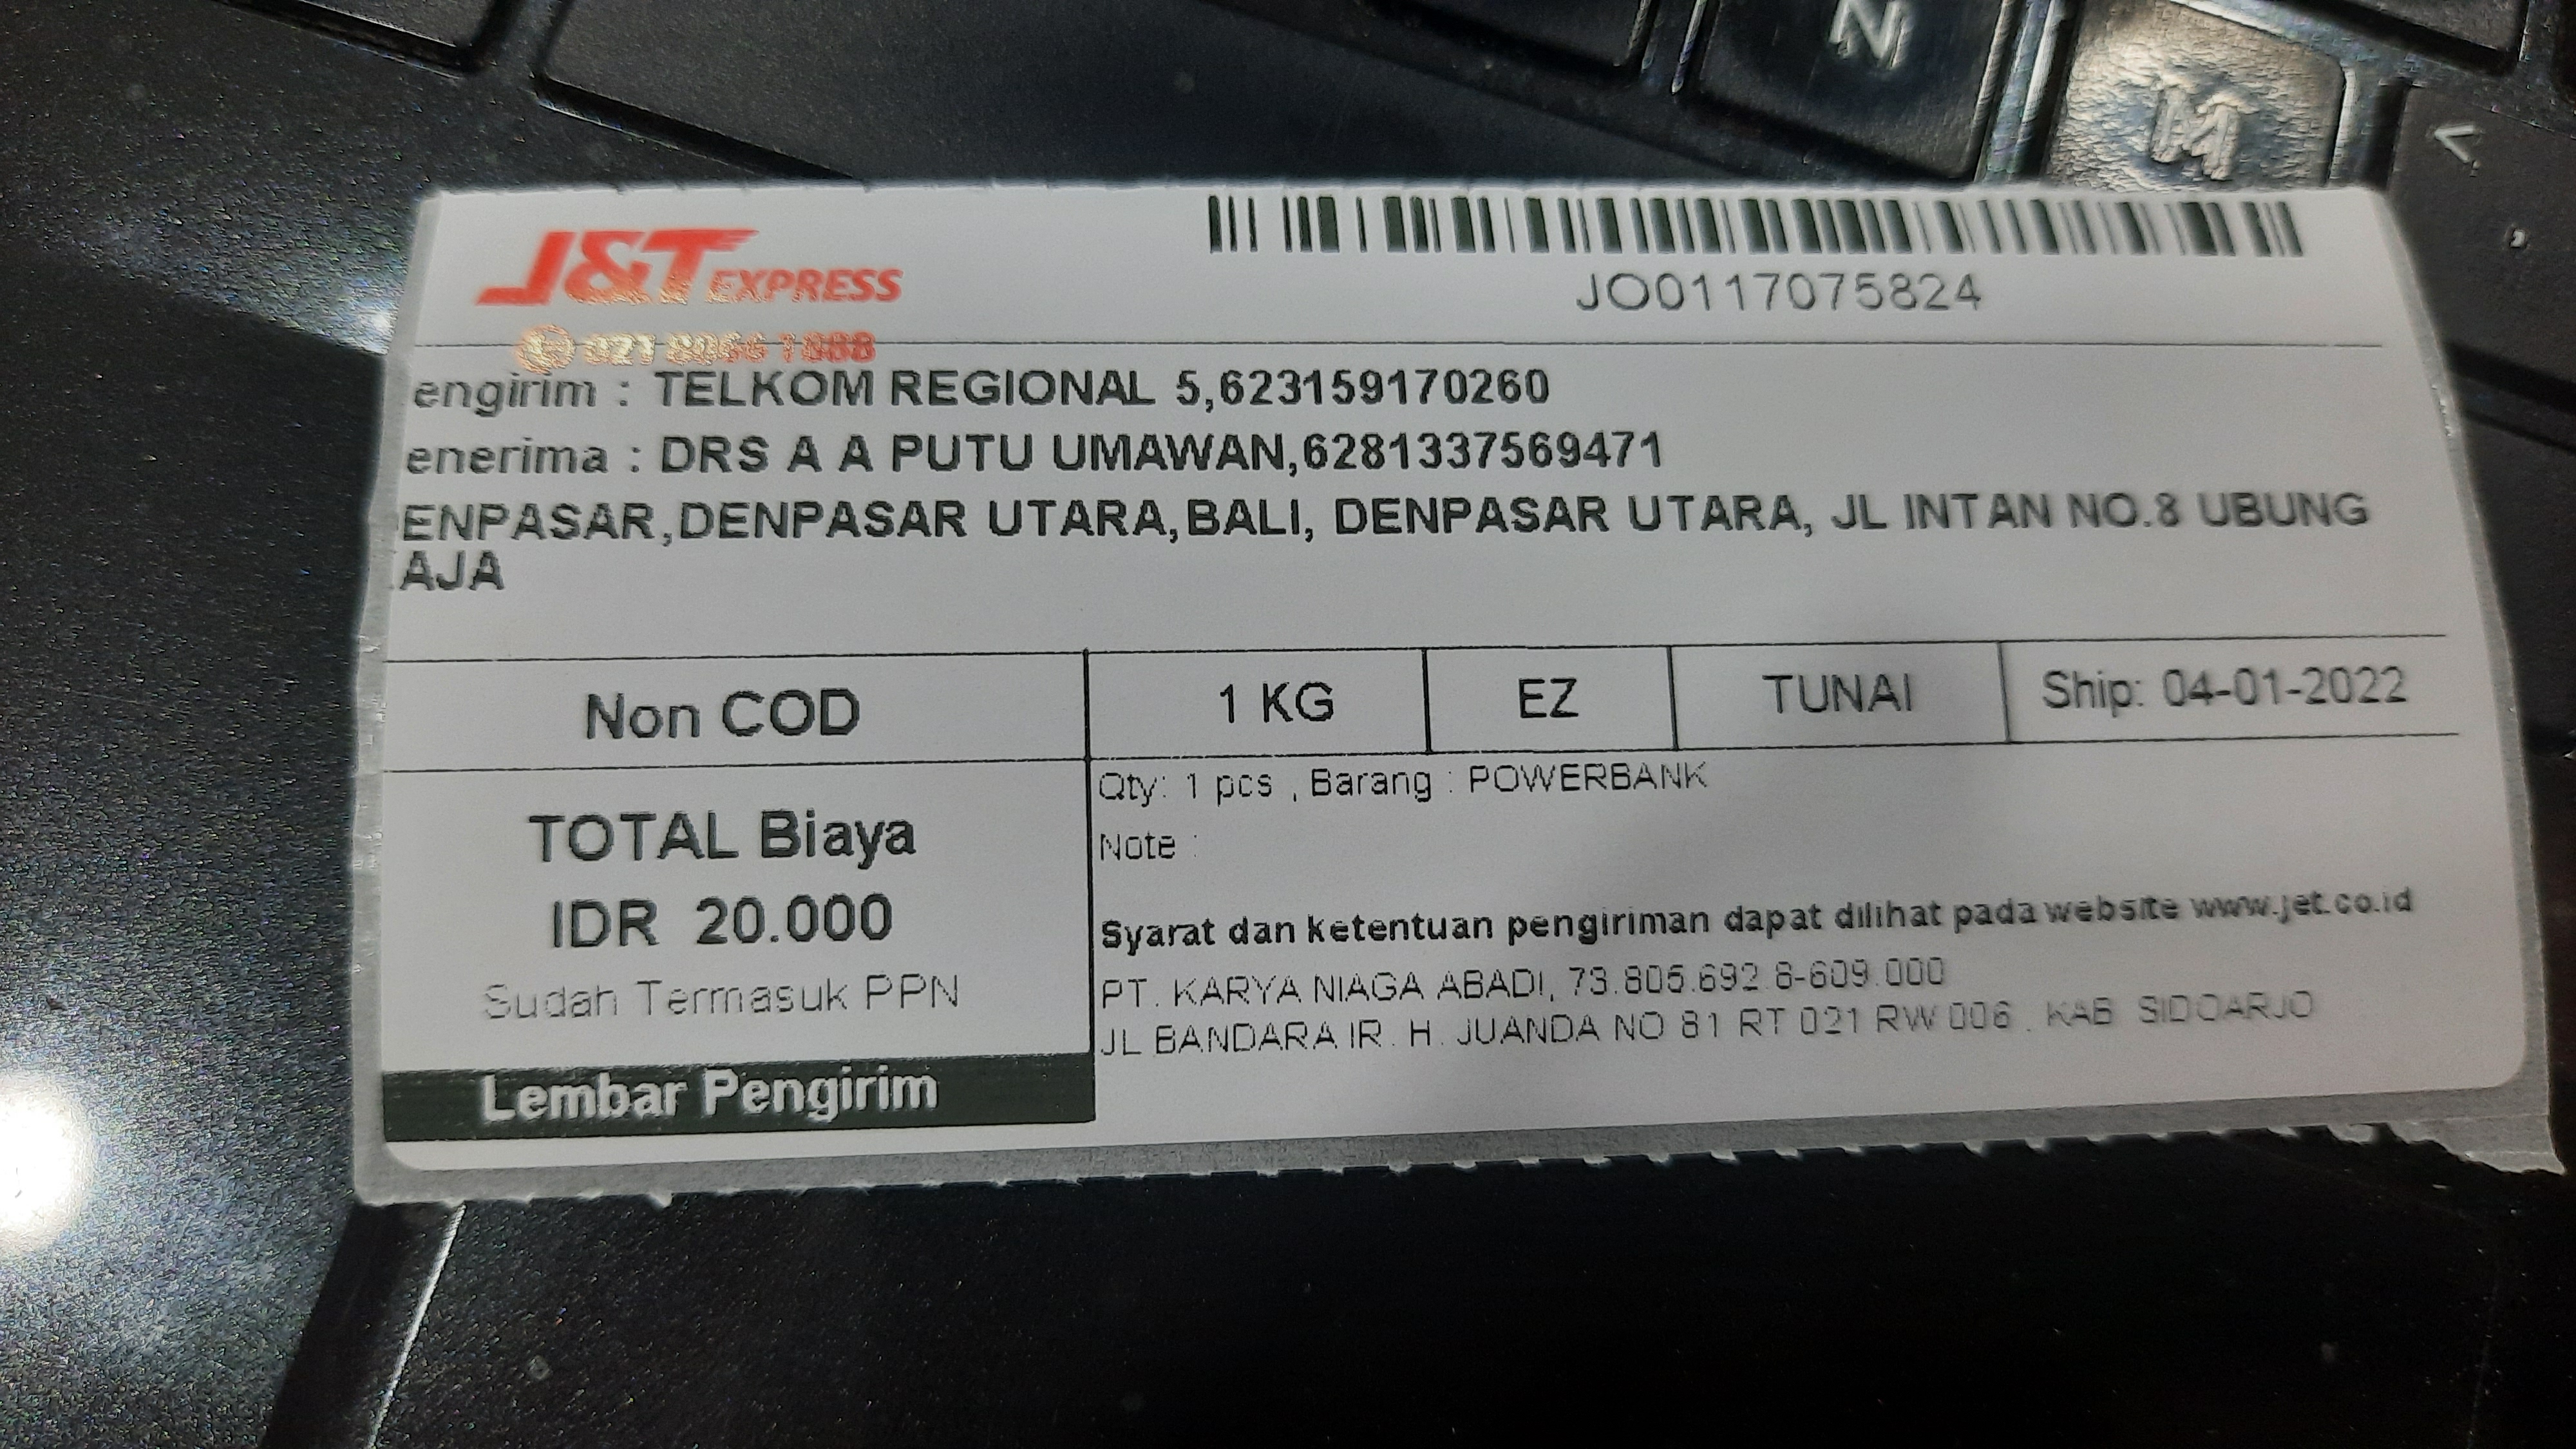 J&T EXPRESS
JO0117075824
engirim : TELKOM REGIONAL 5,6231591170260
enerima : DRS A A PUTU UMAWAN,6281337569471
ENPASAR,DENPASAR UTARA,BALI, DENPASAR UTARA, JL INTAN NO.8 UBUNG
AJA
Non COD
1 KG
EZ
TUNAI
Ship: 04-01-2022
TOTAL Biaya
IDR 20.000
Sudah Termasuk PPN
Lembar Pengirim
Qty: 1 pcs , Barang : POWERBANK
Note :
Syarat dan ketentuan pengiriman dapat dilihat pada website www.jet.co.id
PT. KARYA NIAGA ABADI, 73.805.692.8-609.000
JL BANDARA IR. H. JUANDA NO 81 RT 021 RW 006 . KAB SIDOARJO
N
M
<
,